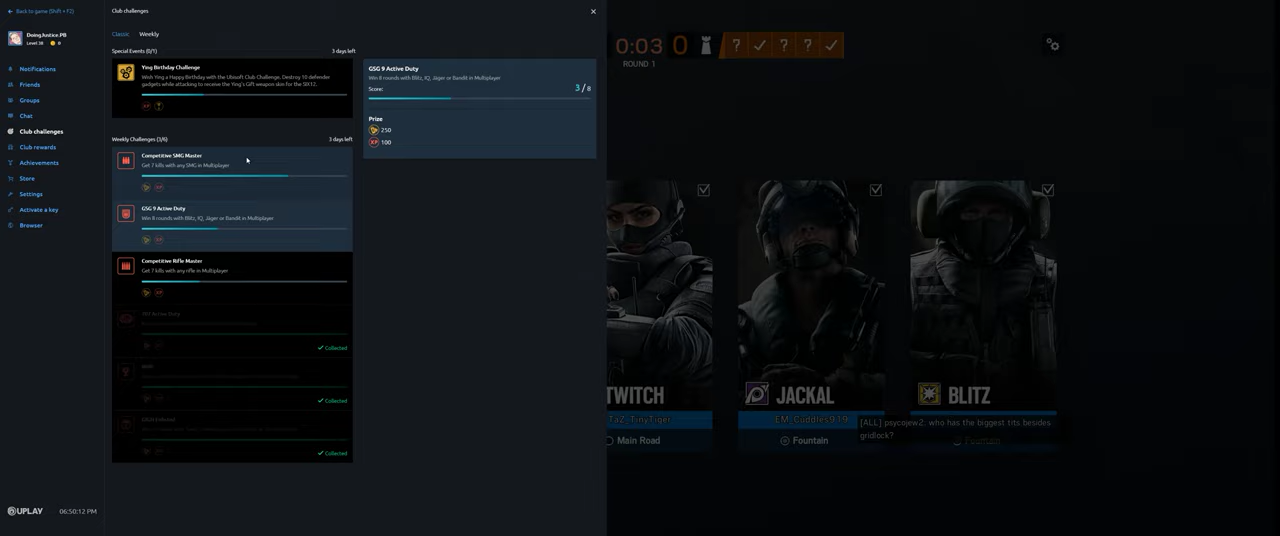 Back to game (Shift + F2)
Club challenges
DoingJustice.PB
Level 38
0
Classic
Weekly
Special Events (0/1)
3 days left
Ying Birthday Challenge
Wish Ying a Happy Birthday with the Ubisoft Club Challenge. Destroy 10 defender
gadgets while attacking to receive the Ying's Gift weapon skin for the SIX12.
GSG 9 Active Duty
Win 8 rounds with Blitz, IQ, Jäger or Bandit in Multiplayer
Score:
3 / 8
Prize
250
XP 100
Notifications
Friends
Groups
Chat
Club challenges
Club rewards
Achievements
Store
Settings
Activate a key
Browser
Weekly Challenges (3/6)
3 days left
Competitive SMG Master
Get 7 kills with any SMG in Multiplayer
GSG 9 Active Duty
Win 8 rounds with Blitz, IQ, Jäger or Bandit in Multiplayer
Competitive Rifle Master
Get 7 kills with any rifle in Multiplayer
Collected
Collected
Collected
UPLAY
06:50:12 PM
0:03
0
? ? ?
ROUND 1
TWITCH
JACKAL
BLITZ
TaZ_TinyTiger
EM_Cuddles919
Main Road
Fountain
Fountain
[ALL] psycojew2: who has the biggest tits besides
gridlock?